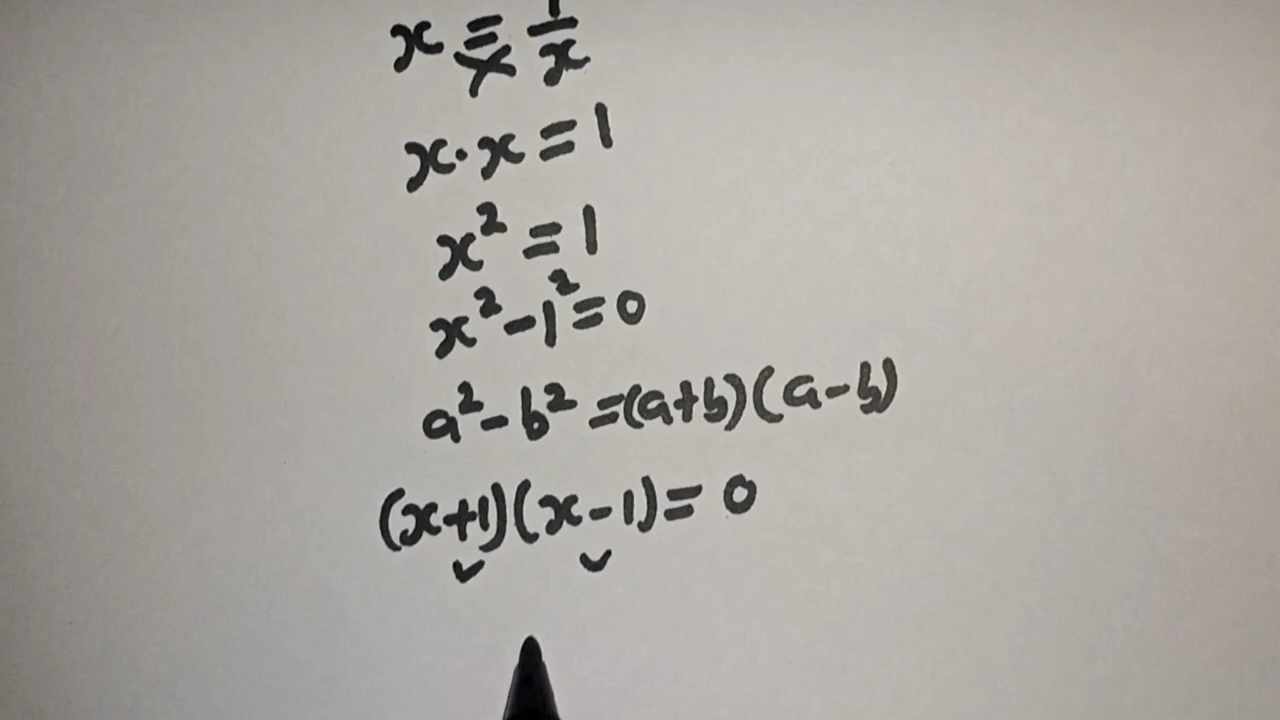 x = 1/x
x·x = 1
x² = 1
x² - 1² = 0
a² - b² = (a+b)(a-b)
(x+1)(x-1) = 0